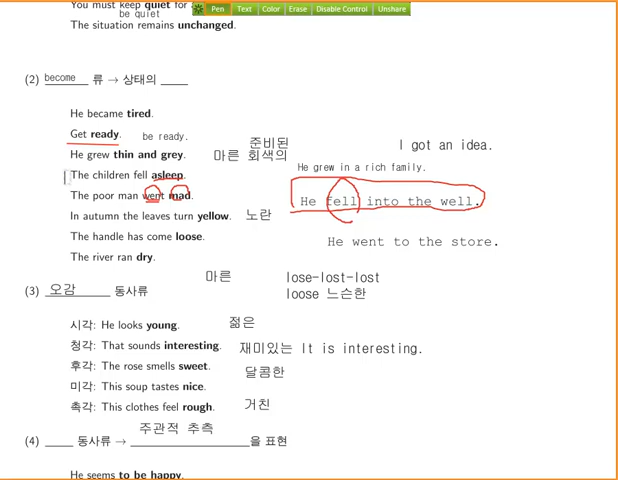 You must keep quiet for a
be quiet
Pen Text Color Erase Disable Control Unshare
The situation remains unchanged.
(2) become 류 → 상태의 ____
He became tired.
Get ready. be ready.
준비된
I got an idea.
He grew thin and grey. 마른 회색의
He grew in a rich family.
The children fell asleep.
The poor man went mad.
He fell into the well.
In autumn the leaves turn yellow. 노란
The handle has come loose.
He went to the store.
The river ran dry.
마른
lose-lost-lost
(3) 오감 동사류
loose 느슨한
시각: He looks young. 젊은
청각: That sounds interesting. 재미있는 It is interesting.
후각: The rose smells sweet. 달콤한
미각: This soup tastes nice.
촉각: This clothes feel rough. 거친
주관적 추측
(4) ____ 동사류 → ____을 표현
He seems to be happy.